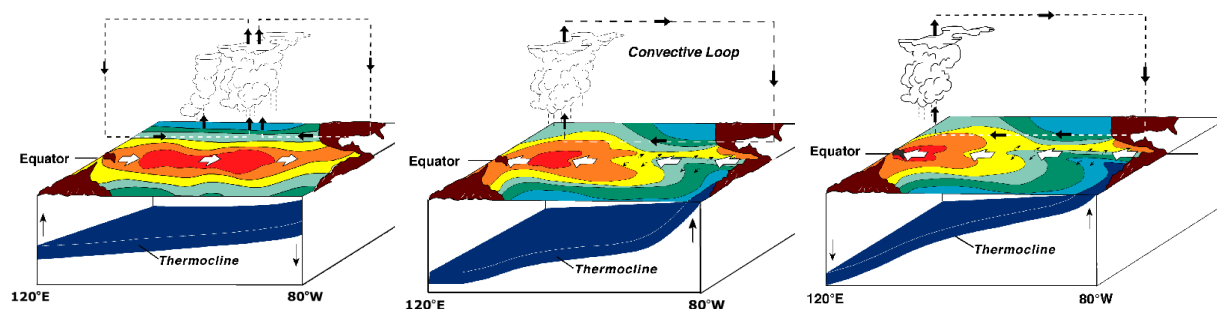 Equator
Thermocline
120°E
80°W
Convective Loop
Equator
Thermocline
120°E
80°W
Equator
Thermocline
120°E
80°W